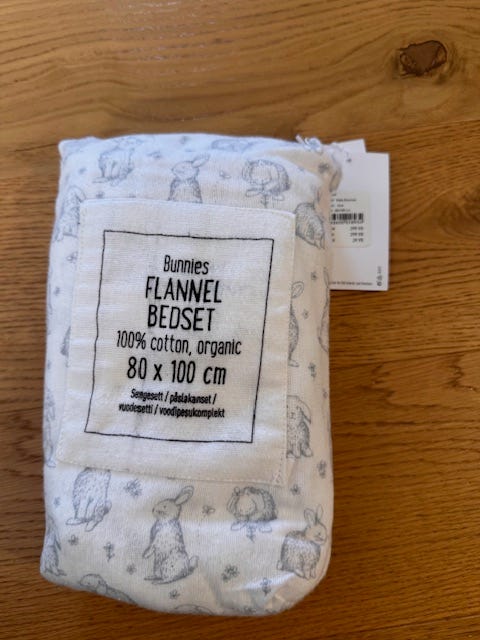 Bunnies
FLANNEL
BEDSET
100% cotton, organic
80 x 100 cm
Sengesett / påslakanset /
vuodesetti / voodipesukomplekt